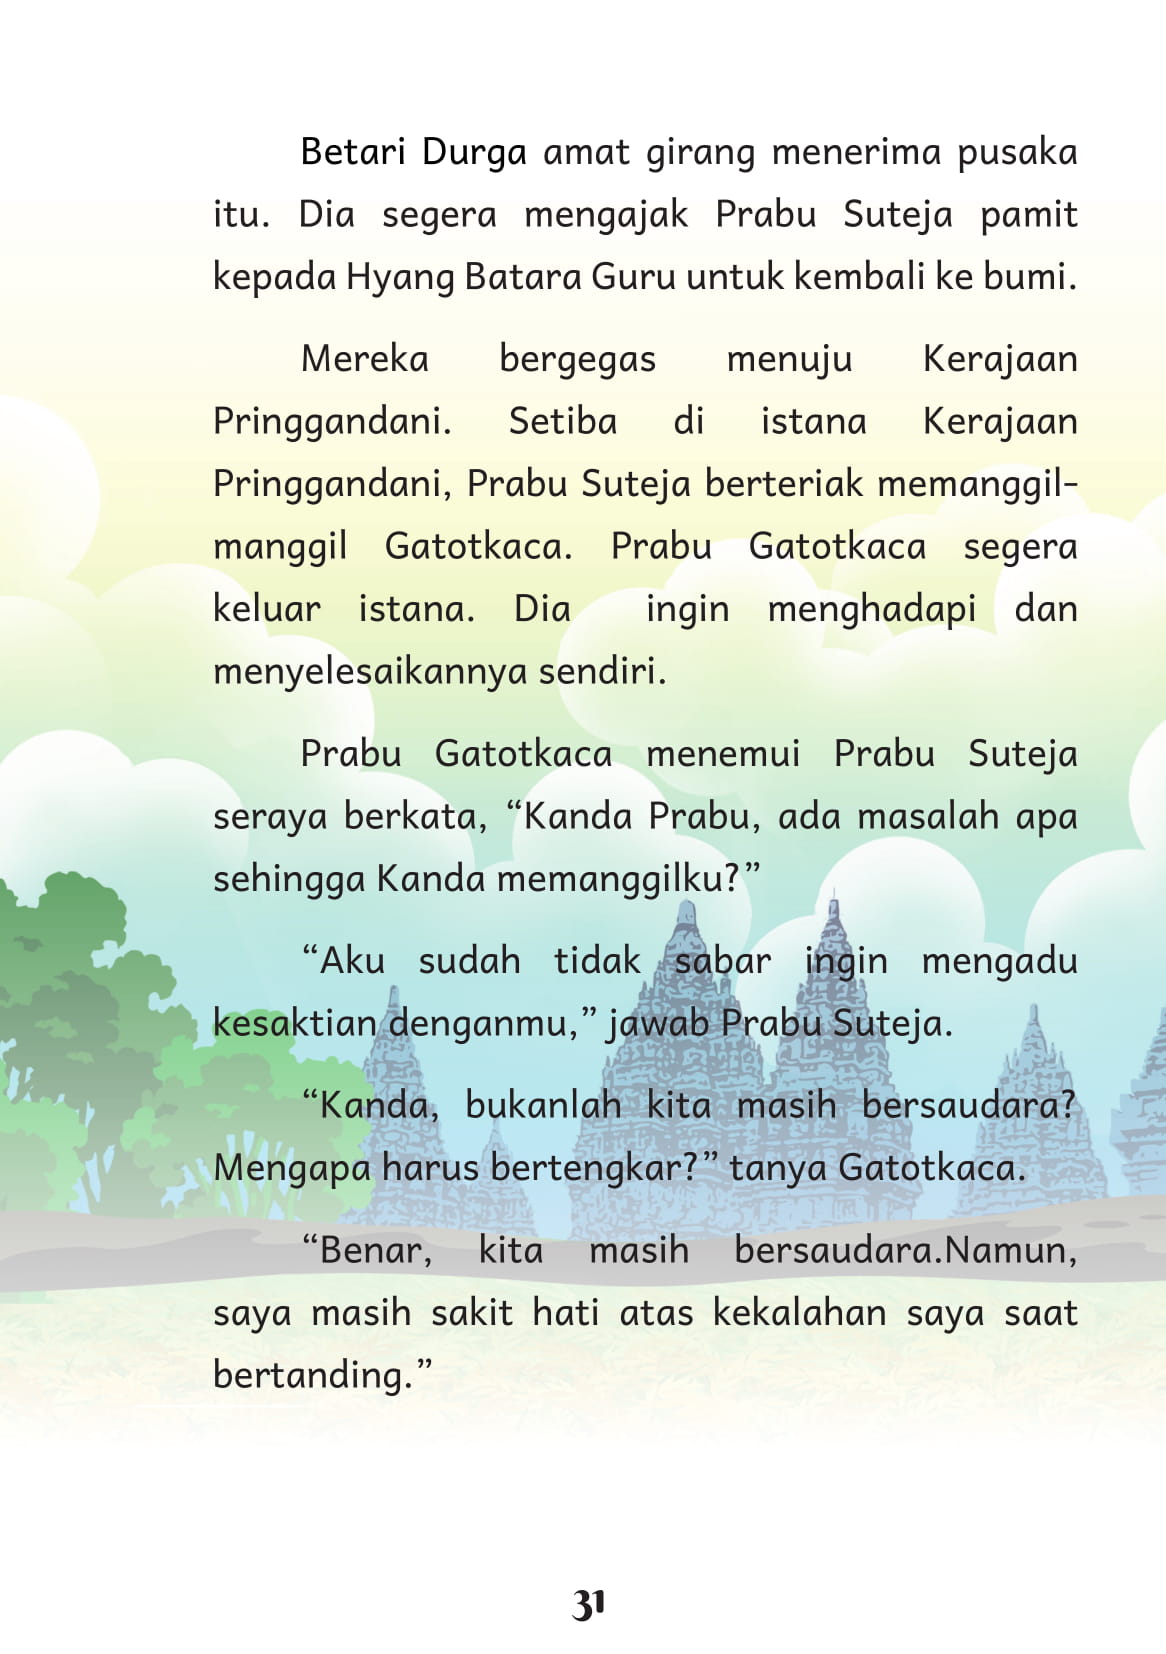 Betari Durga amat girang menerima pusaka
itu. Dia segera mengajak Prabu Suteja pamit
kepada Hyang Batara Guru untuk kembali ke bumi.
Mereka bergegas menuju Kerajaan
Pringgandani. Setiba di istana Kerajaan
Pringgandani, Prabu Suteja berteriak memanggil-
manggil Gatotkaca. Prabu Gatotkaca segera
keluar istana. Dia ingin menghadapi dan
menyelesaikannya sendiri.
Prabu Gatotkaca menemui Prabu Suteja
seraya berkata, “Kanda Prabu, ada masalah apa
sehingga Kanda memanggilku?”
“Aku sudah tidak sabar ingin mengadu
kesaktian denganmu,” jawab Prabu Suteja.
“Kanda, bukanlah kita masih bersaudara?
Mengapa harus bertengkar?” tanya Gatotkaca.
“Benar, kita masih bersaudara.Namun,
saya masih sakit hati atas kekalahan saya saat
bertanding.”
31